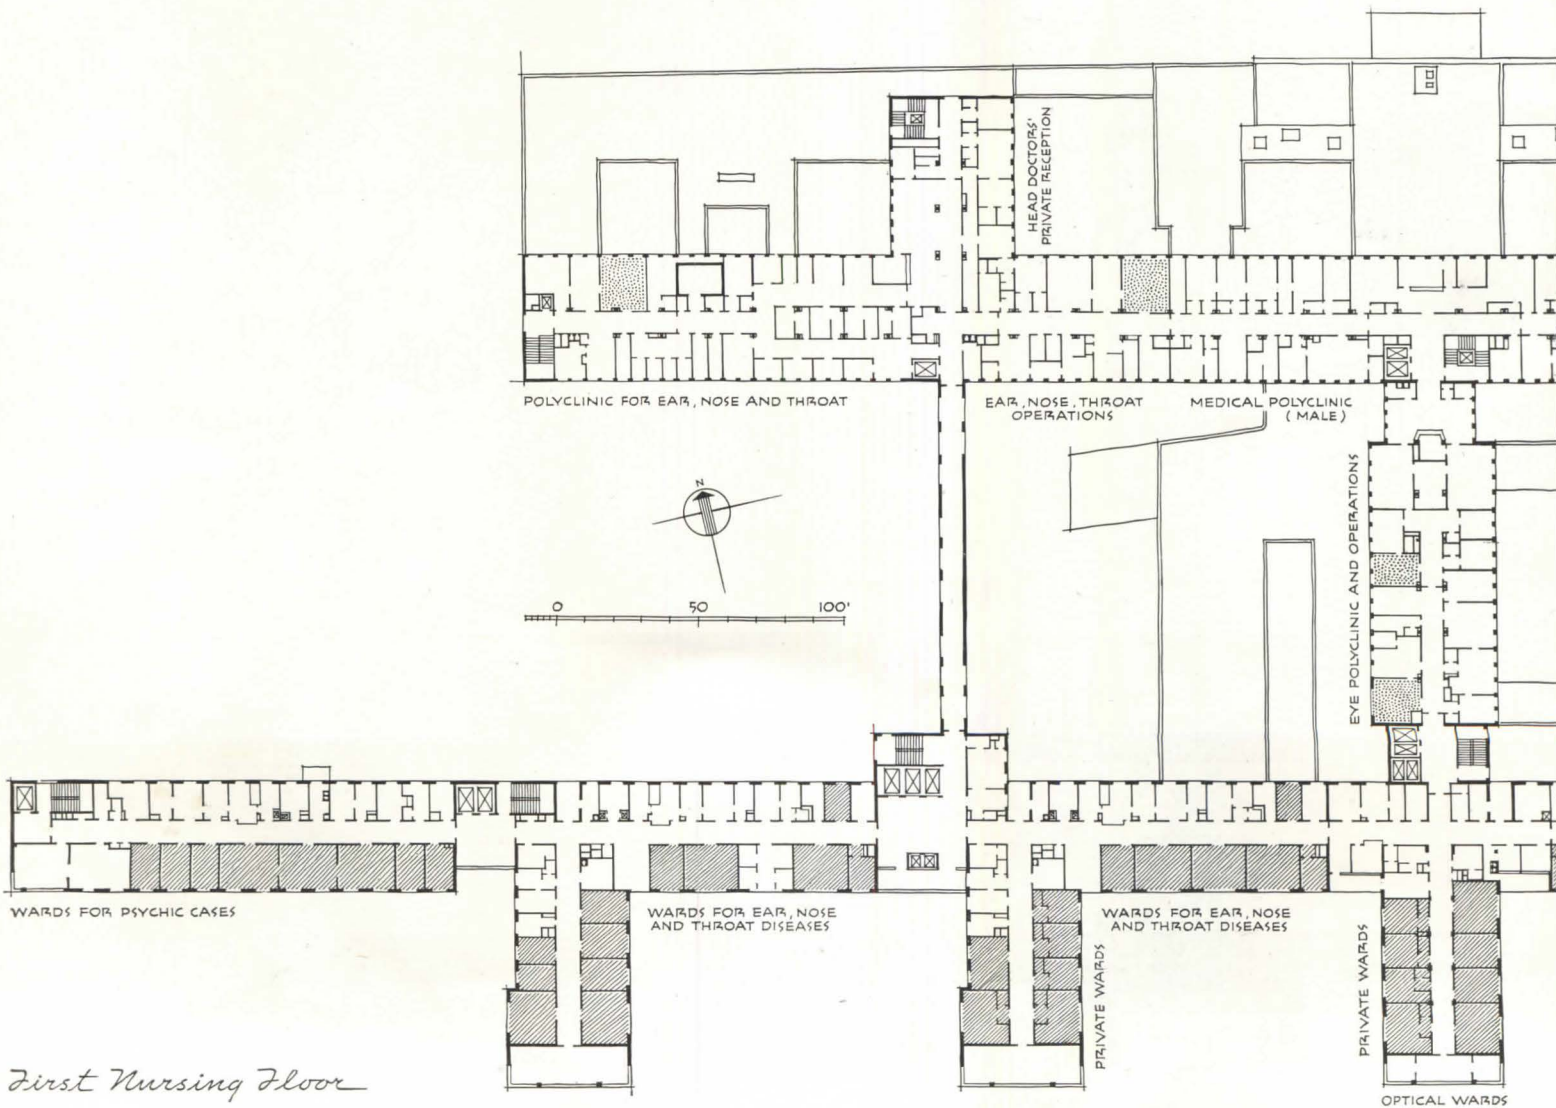 HEAD DOCTORS'
PRIVATE RECEPTION
POLYCLINIC FOR EAR, NOSE AND THROAT
EAR, NOSE, THROAT
OPERATIONS
MEDICAL POLYCLINIC
(MALE)
EYE POLYCLINIC AND OPERATIONS
N
0 50 100'
WARDS FOR PSYCHIC CASES
WARDS FOR EAR, NOSE
AND THROAT DISEASES
WARDS FOR EAR, NOSE
AND THROAT DISEASES
PRIVATE WARDS
PRIVATE WARDS
First Nursing Floor
OPTICAL WARDS